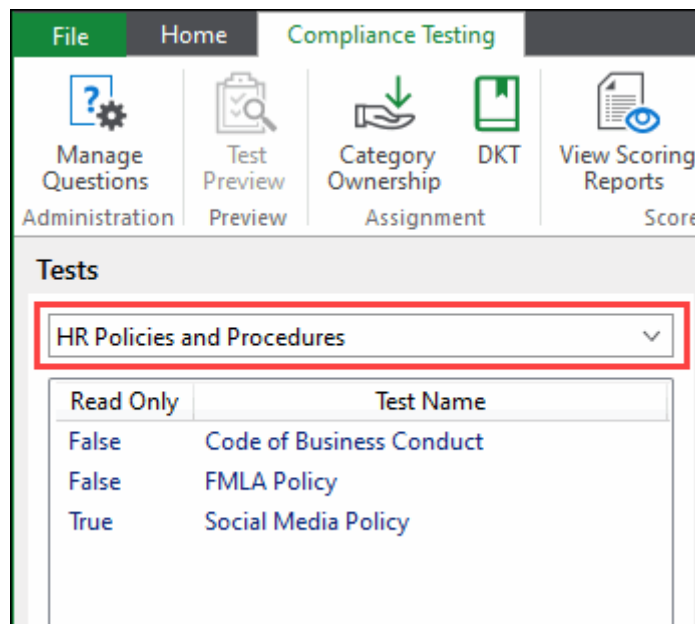 File Home Compliance Testing
Manage Questions Test Preview Category Ownership DKT View Scoring Reports
Administration Preview Assignment Score
Tests
HR Policies and Procedures
Read Only Test Name
False Code of Business Conduct
False FMLA Policy
True Social Media Policy